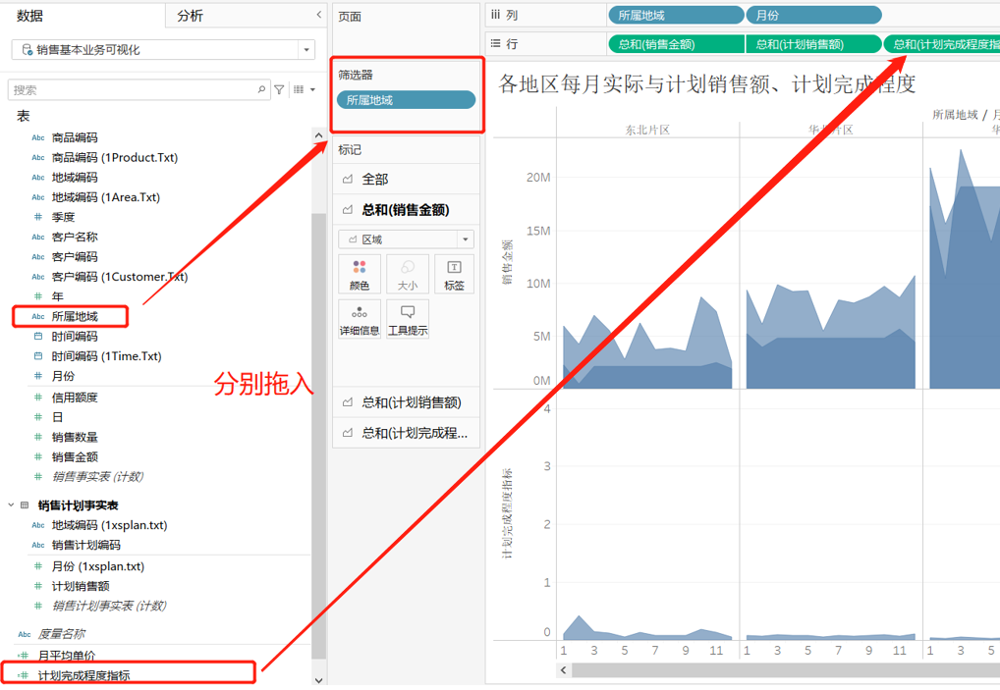 数据
分析
销售基本业务可视化
搜索
表
Abc 商品编码
Abc 商品编码 (1Product.Txt)
Abc 地域编码
Abc 地域编码 (1Area.Txt)
# 季度
Abc 客户名称
Abc 客户编码
Abc 客户编码 (1Customer.Txt)
# 年
Abc 所属地域
时间编码
时间编码 (1Time.Txt)
# 月份
# 信用额度
# 日
# 销售数量
# 销售金额
# 销售事实表 (计数)
销售计划事实表
Abc 地域编码 (1xsplan.txt)
Abc 销售计划编码
# 月份 (1xsplan.txt)
# 计划销售额
# 销售计划事实表 (计数)
Abc 度量名称
# 月平均单价
# 计划完成程度指标
分别拖入
页面
筛选器
所属地域
标记
全部
总和(销售金额)
区域
颜色 大小 标签
详细信息 工具提示
总和(计划销售额)
总和(计划完成程...
列 所属地域 月份
行 总和(销售金额) 总和(计划销售额) 总和(计划完成程度指
各地区每月实际与计划销售额、计划完成程度
所属地域 / 月
东北片区 华北片区 华
销售金额
20M
15M
10M
5M
0M
计划完成程度指标
4
3
2
1
0
1 3 5 7 9 11 1 3 5 7 9 11 1 3 5